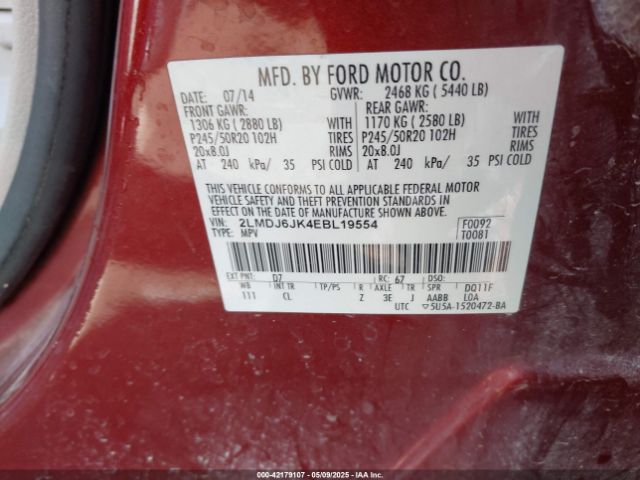 MFD. BY FORD MOTOR CO.
DATE: 07/14 GVWR: 2468 KG ( 5440 LB)
FRONT GAWR: REAR GAWR:
1306 KG ( 2880 LB) WITH 1170 KG ( 2580 LB) WITH
P245/50R20 102H TIRES P245/50R20 102H TIRES
20x8.0J RIMS 20x8.0J RIMS
AT 240 kPa/ 35 PSI COLD AT 240 kPa/ 35 PSI COLD
THIS VEHICLE CONFORMS TO ALL APPLICABLE FEDERAL MOTOR
VEHICLE SAFETY AND THEFT PREVENTION STANDARDS IN
EFFECT ON THE DATE OF MANUFACTURE SHOWN ABOVE.
VIN: 2LMDJ6JK4EBL19554 F0092
TYPE: MPV T0081
EXT PNT: DZ RC: 67 DSO:
WB INT TR TP/PS R AXLE TR SPR DQ11F
111 CL Z 3E J AABB LOA
UTC ▽5U5A-1520472-BA
000-42179107 - 05/09/2025 - IAAI.CA